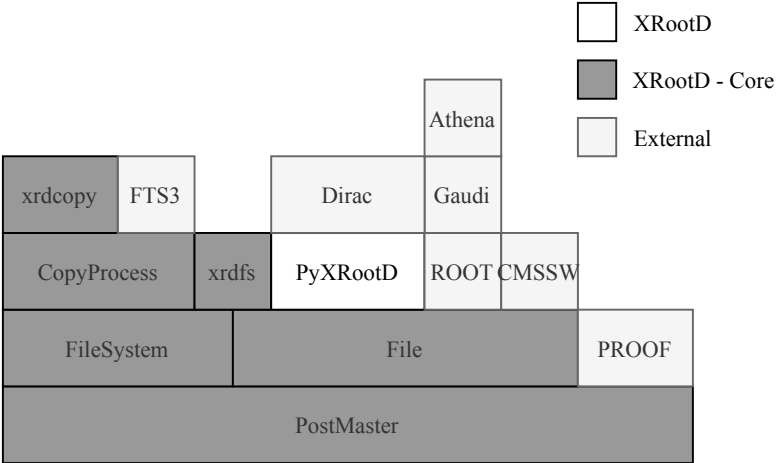 XRootD
XRootD - Core
External
Athena
xrdcopy FTS3 Dirac Gaudi
CopyProcess xrdfs PyXRootD ROOT CMSSW
FileSystem File PROOF
PostMaster